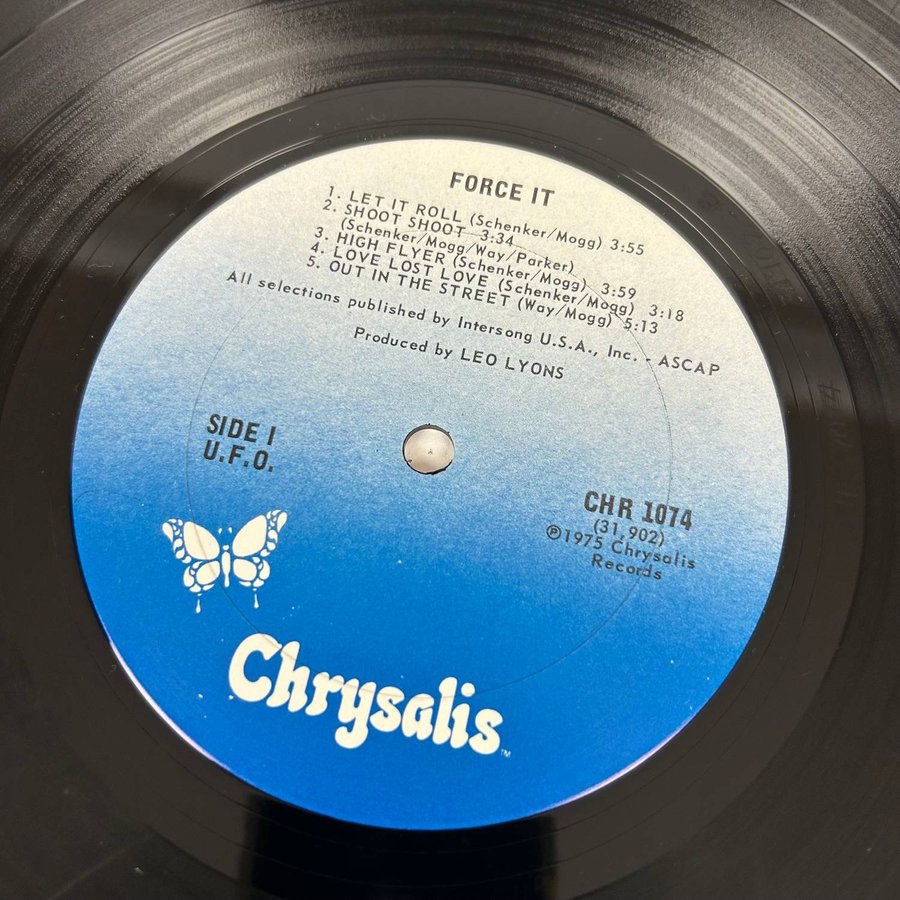 FORCE IT
1. LET IT ROLL (Schenker/Mogg) 3:55
2. SHOOT SHOOT 3:34
(Schenker/Mogg/Way/Parker)
3. HIGH FLYER (Schenker/Mogg) 3:59
4. LOVE LOST LOVE (Schenker/Mogg) 3:18
5. OUT IN THE STREET (Way/Mogg) 5:13
All selections published by Intersong U.S.A., Inc. - ASCAP
Produced by LEO LYONS
SIDE I
U.F.O.
CHR 1074
(31,902)
℗1975 Chrysalis
Records
Chrysalis™